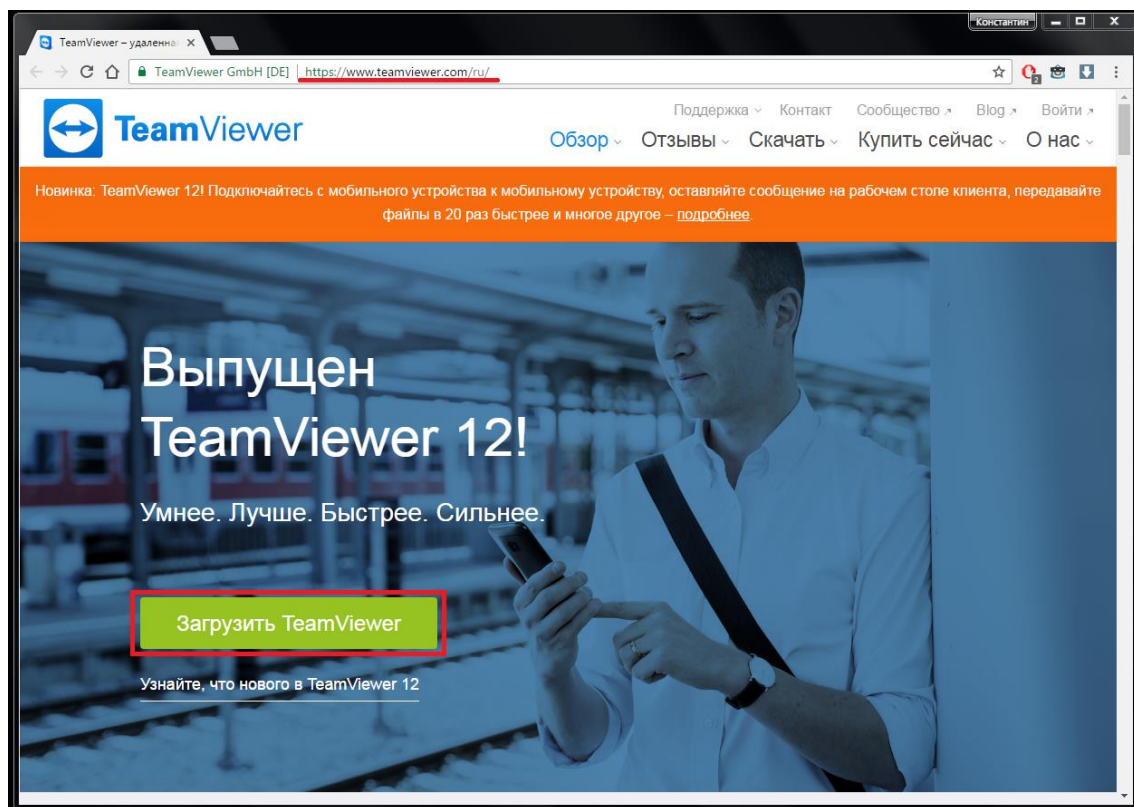 Константин
TeamViewer – удаленна
TeamViewer GmbH [DE] https://www.teamviewer.com/ru/
2
TeamViewer
Поддержка Контакт Сообщество Blog Войти
Обзор Отзывы Скачать Купить сейчас О нас
Новинка: TeamViewer 12! Подключайтесь с мобильного устройства к мобильному устройству, оставляйте сообщение на рабочем столе клиента, передавайте
файлы в 20 раз быстрее и многое другое – подробнее.
Выпущен
TeamViewer 12!
Умнее. Лучше. Быстрее. Сильнее.
Загрузить TeamViewer
Узнайте, что нового в TeamViewer 12